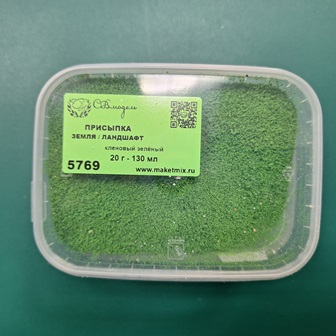 СВмодель
ПРИСЫПКА
ЗЕМЛЯ / ЛАНДШАФТ
кленовый зелёный
20 г - 130 мл
5769
www.maketmix.ru